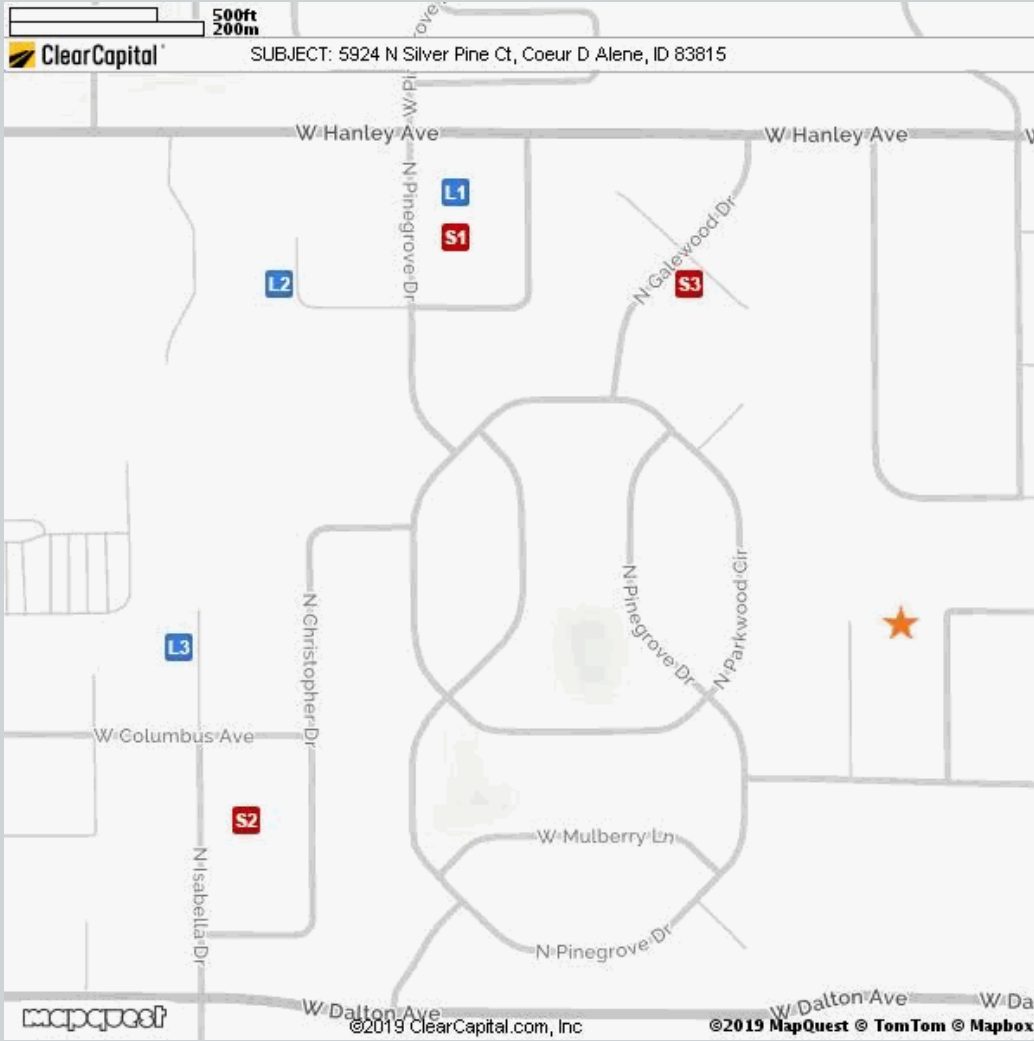 500ft
200m
ClearCapital
SUBJECT: 5924 N Silver Pine Ct, Coeur D Alene, ID 83815
W Hanley Ave
W Hanley Ave
N Pinegrove Dr
L1
S1
L2
N Galewood Dr
S3
N Pinegrove Dr
N Parkwood Cir
N Christopher Dr
L3
W Columbus Ave
S2
W Mulberry Ln
N Isabella Dr
N Pinegrove Dr
W Dalton Ave
W Dalton Ave
W Da
mapquest
©2019 ClearCapital.com, Inc
©2019 MapQuest © TomTom © Mapbox